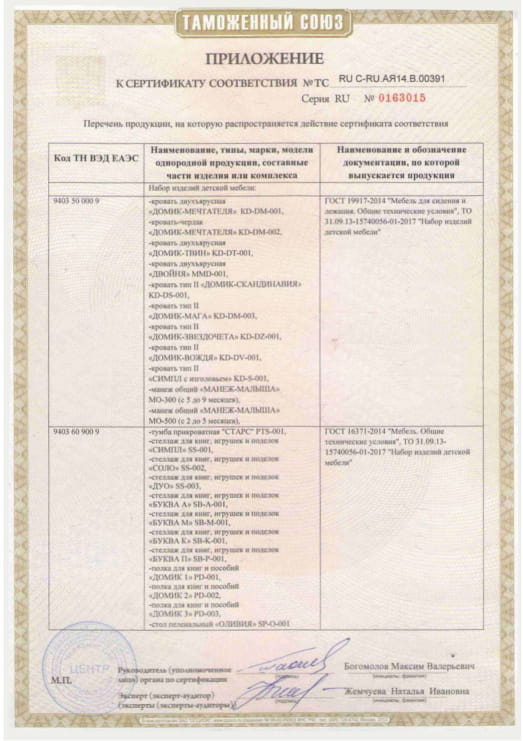 ТАМОЖЕННЫЙ СОЮЗ
ПРИЛОЖЕНИЕ
К СЕРТИФИКАТУ СООТВЕТСТВИЯ № ТС RU С-RU.АЯ14.В.00391
Серия RU № 0163015
Перечень продукции, на которую распространяется действие сертификата соответствия
Код ТН ВЭД ЕАЭС
Наименование, типы, марки, модели
однородной продукции, составные
части изделия или комплекса
Наименование и обозначение
документации, по которой
выпускается продукция
Набор изделий детской мебели:
9403 50 000 9
-кровать двухъярусная
«ДОМИК-МЕЧТАТЕЛЯ» KD-DM-001,
-кровать-чердак
«ДОМИК-МЕЧТАТЕЛЯ» KD-DM-002,
-кровать двухъярусная
«ДОМИК-ТВИН» KD-DT-001,
-кровать двухъярусная
«ДВОЙНЯ» MMD-001,
-кровать тип II «ДОМИК-СКАНДИНАВИЯ»
KD-DS-001,
-кровать тип II
«ДОМИК-МАГА» KD-DM-003,
-кровать тип II
«ДОМИК-ЗВЕЗДОЧЕТА» KD-DZ-001,
-кровать тип II
«ДОМИК-ВОЖДЯ» KD-DV-001,
-кровать тип II
«СИМПЛ с изголовьем» KD-S-001,
-манеж общий «МАНЕЖ-МАЛЫША»
МО-300 (с 5 до 9 месяцев),
-манеж общий «МАНЕЖ-МАЛЫША»
МО-500 (с 2 до 5 месяцев),
ГОСТ 19917-2014 "Мебель для сидения и
лежания. Общие технические условия", ТО
31.09.13-15740056-01-2017 "Набор изделий
детской мебели"
9403 60 900 9
-тумба прикроватная "СТАРС" PTS-001,
-стеллаж для книг, игрушек и поделок
«СИМПЛ» SS-001,
-стеллаж для книг, игрушек и поделок
«СОЛО» SS-002,
-стеллаж для книг, игрушек и поделок
«ДУО» SS-003,
-стеллаж для книг, игрушек и поделок
«БУКВА А» SB-A-001,
-стеллаж для книг, игрушек и поделок
«БУКВА М» SB-M-001,
-стеллаж для книг, игрушек и поделок
«БУКВА К» SB-K-001,
-стеллаж для книг, игрушек и поделок
«БУКВА П» SB-P-001,
-полка для книг и пособий
«ДОМИК 1» PD-001,
-полка для книг и пособий
«ДОМИК 2» PD-002,
-полка для книг и пособий
«ДОМИК 3» PD-003,
-стол пеленальный «ОЛИВИЯ» SP-O-001
ГОСТ 16371-2014 "Мебель. Общие
технические условия", ТО 31.09.13-
15740056-01-2017 "Набор изделий детской
мебели"
ЦЕНТР
М.П.
Руководитель (уполномоченное
лицо) органа по сертификации
(подпись)
Богомолов Максим Валерьевич
(инициалы, фамилия)
Эксперт (эксперт-аудитор)
(эксперты (эксперты-аудиторы))
(подпись)
Жемчуева Наталья Ивановна
(инициалы, фамилия)